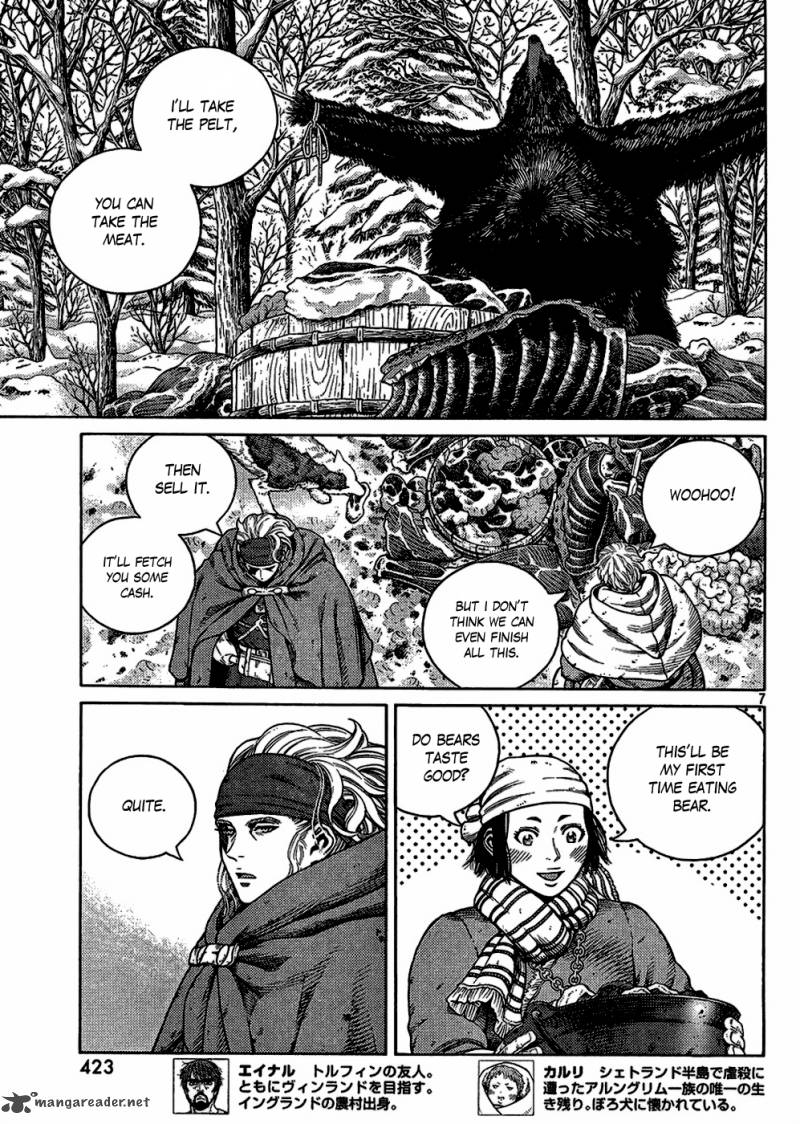 I'LL TAKE
THE PELT,
YOU CAN
TAKE THE
MEAT.
WOOHOO!
BUT I DON'T
THINK WE CAN
EVEN FINISH
ALL THIS.
THEN
SELL IT.
IT'LL FETCH
YOU SOME
CASH.
7
THIS'LL BE
MY FIRST
TIME EATING
BEAR.
DO BEARS
TASTE
GOOD?
QUITE.
423
エイナル トルフィンの友人。
ともにヴィンランドを目指す。
イングランドの農村出身。
カルリ シェトランド半島で虐殺に
遭ったアルングリム一族の唯一の生
き残り。ぼろ犬に懐かれている。
mangareader.net